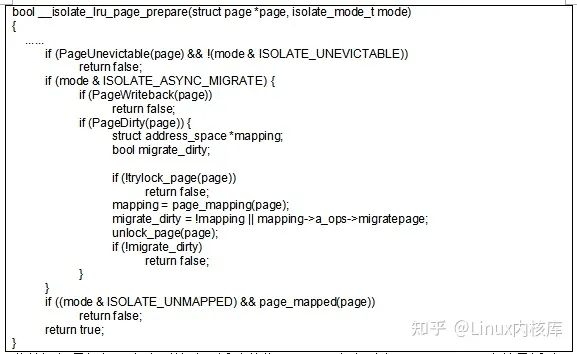 bool __isolate_lru_page_prepare(struct page *page, isolate_mode_t mode)
{
......
if (PageUnevictable(page) && !(mode & ISOLATE_UNEVICTABLE))
return false;
if (mode & ISOLATE_ASYNC_MIGRATE) {
if (PageWriteback(page))
return false;
if (PageDirty(page)) {
struct address_space *mapping;
bool migrate_dirty;
if (!trylock_page(page))
return false;
mapping = page_mapping(page);
migrate_dirty = !mapping || mapping->a_ops->migratepage;
unlock_page(page);
if (!migrate_dirty)
return false;
}
}
if ((mode & ISOLATE_UNMAPPED) && page_mapped(page))
return false;
return true;
}
知乎 @Linux内核库